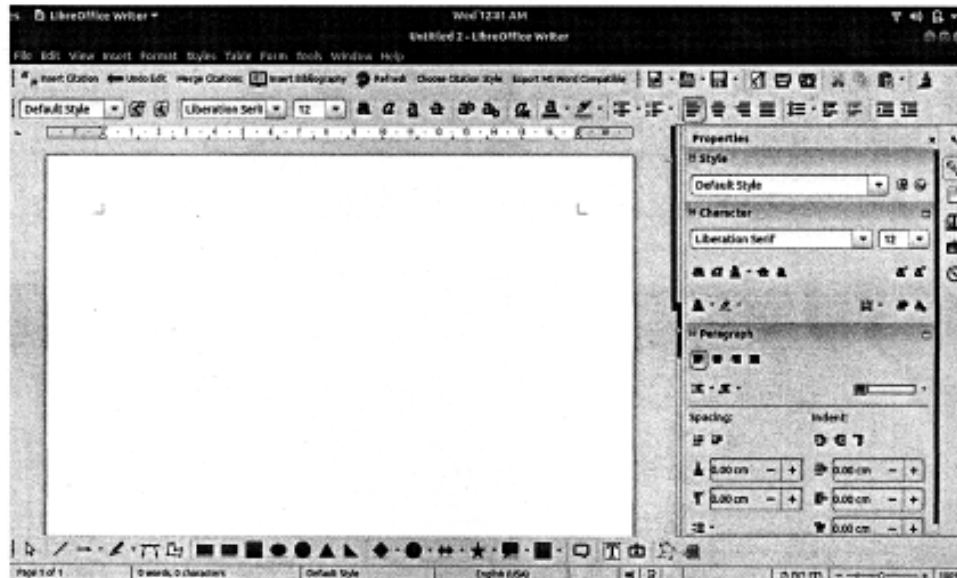 LibreOffice Writer
Wed 12:01 AM
Untitled 2 - LibreOffice Writer
File Edit View Insert Format Styles Table Form Tools Window Help
Insert Citation Undo Edit Merge Citations Insert Bibliography Refresh Choose Citation Style Export MS Word Compatible
Default Style Liberation Serif 12
Properties
Style
Default Style
Character
Liberation Serif 12
Paragraph
Spacing: Indent:
0.00 cm 0.00 cm
0.00 cm 0.00 cm
0.00 cm
Page 1 of 1 0 words, 0 characters Default Style English (USA)